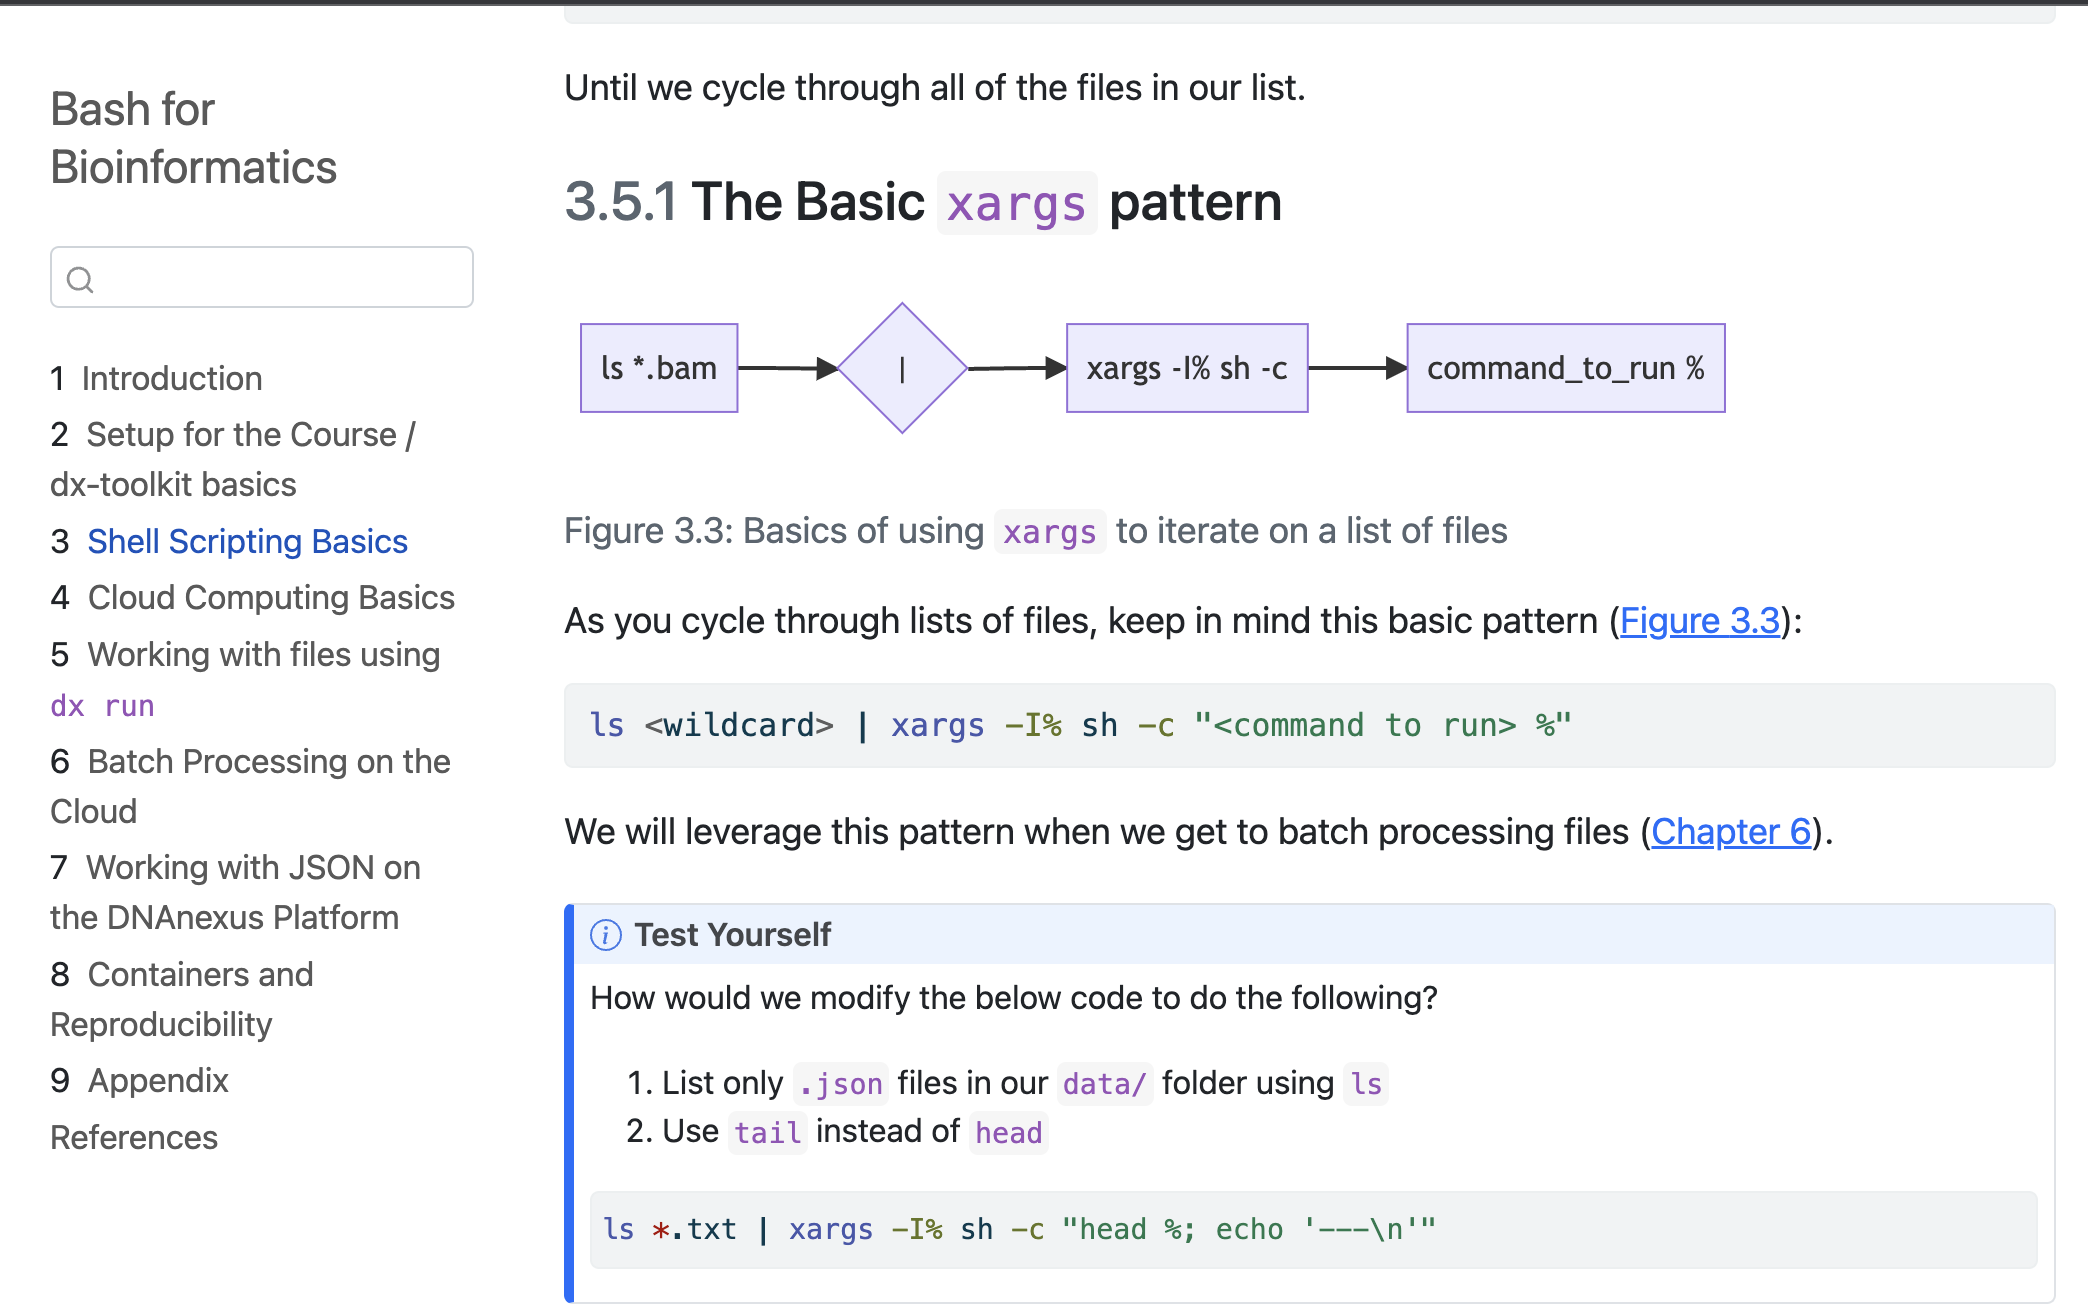 Bash for
Bioinformatics
1 Introduction
2 Setup for the Course /
dx-toolkit basics
3 Shell Scripting Basics
4 Cloud Computing Basics
5 Working with files using
dx run
6 Batch Processing on the
Cloud
7 Working with JSON on
the DNAnexus Platform
8 Containers and
Reproducibility
9 Appendix
References
Until we cycle through all of the files in our list.
3.5.1 The Basic xargs pattern
ls *.bam
|
xargs -I% sh -c
command_to_run %
Figure 3.3: Basics of using xargs to iterate on a list of files
As you cycle through lists of files, keep in mind this basic pattern (Figure 3.3):
ls <wildcard> | xargs -I% sh -c "<command to run> %"
We will leverage this pattern when we get to batch processing files (Chapter 6).
Test Yourself
How would we modify the below code to do the following?
1. List only .json files in our data/ folder using ls
2. Use tail instead of head
ls *.txt | xargs -I% sh -c "head %; echo '---\n'"